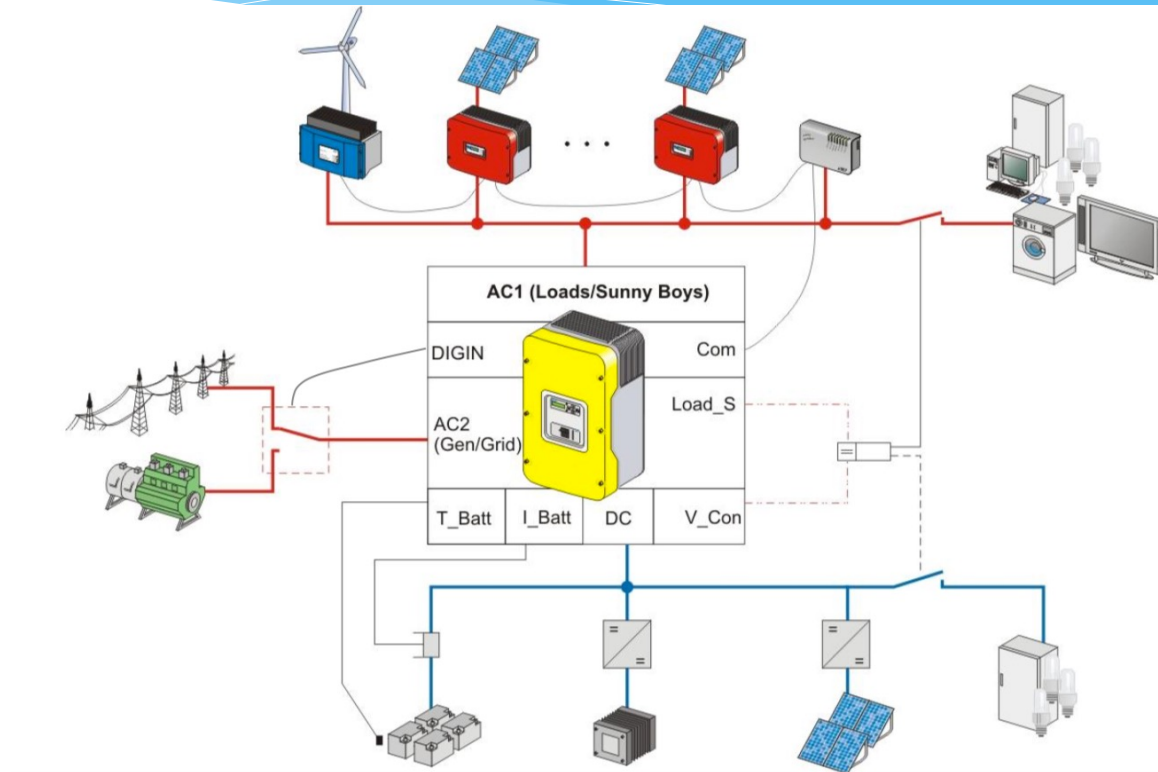 AC1 (Loads/Sunny Boys)
DIGIN
Com
AC2
(Gen/Grid)
Load_S
T_Batt
I_Batt
DC
V_Con